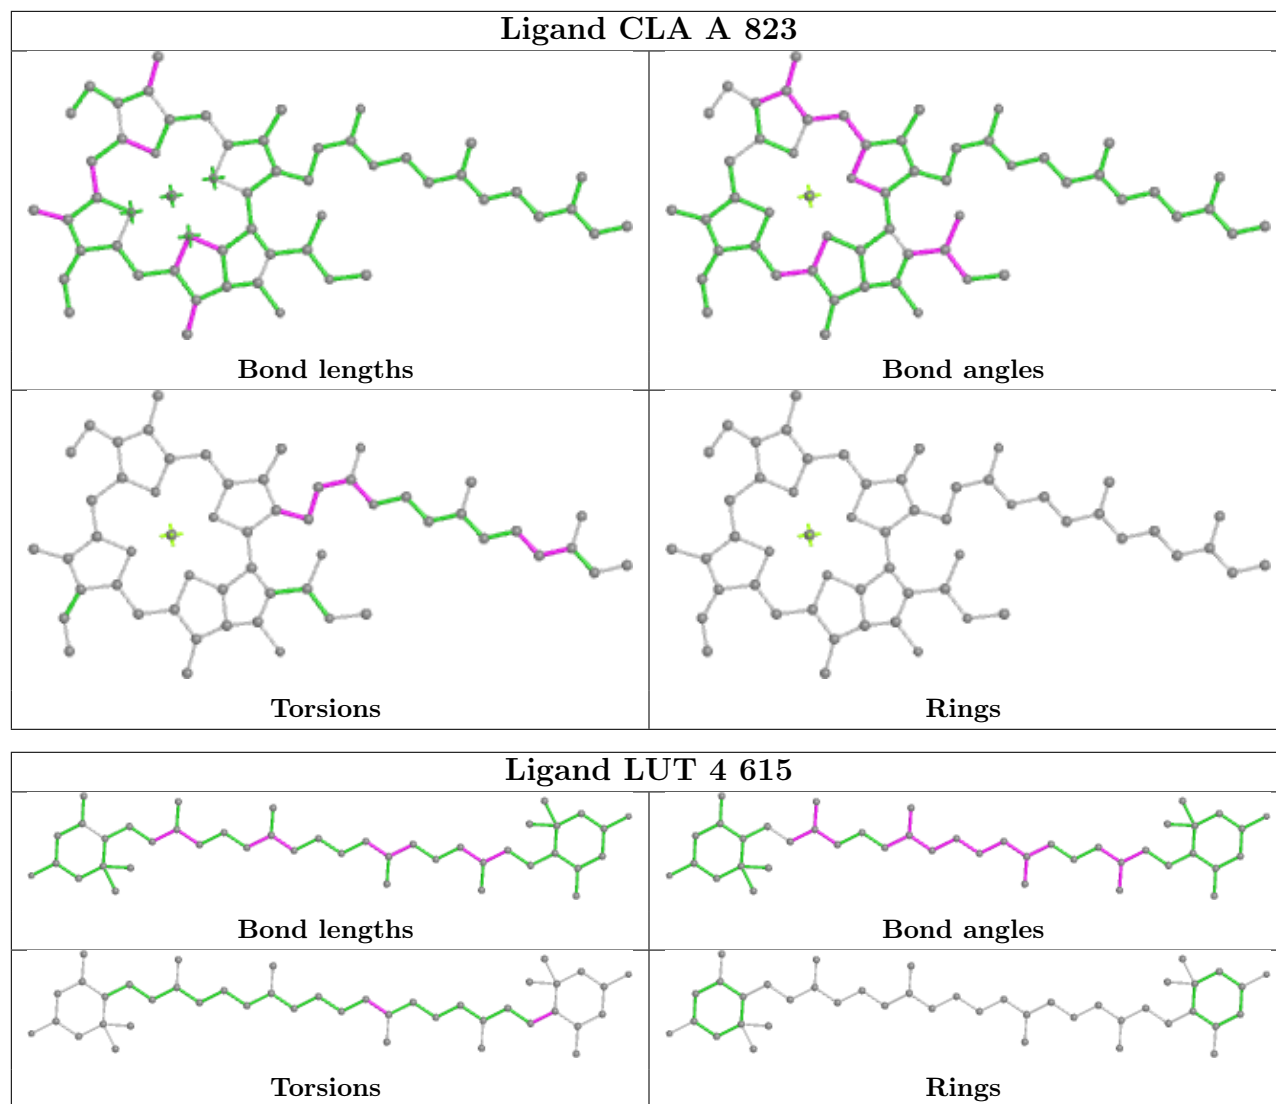 Ligand CLA A 823
Bond lengths
Bond angles
Torsions
Rings
Ligand LUT 4 615
Bond lengths
Bond angles
Torsions
Rings